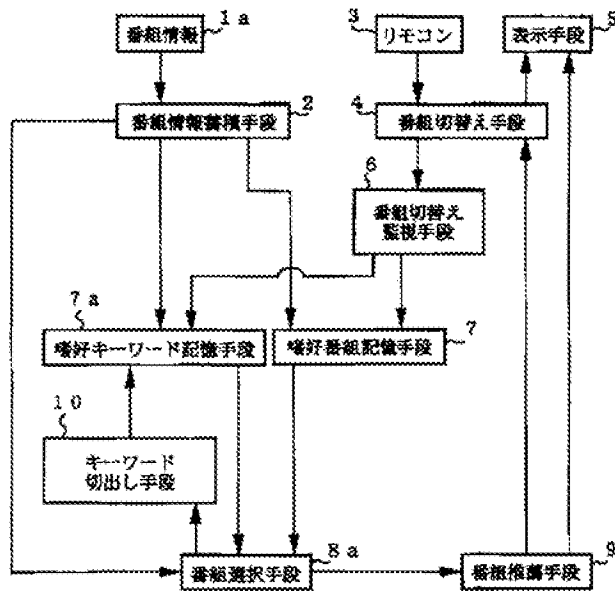 1a
3
5
番組情報
リモコン
表示手段
2
4
番組情報蓄積手段
番組切替え手段
6
番組切替え
監視手段
7a
嗜好キーワード記憶手段
嗜好番組記憶手段
7
10
キーワード
切出し手段
番組選択手段
8a
番組推薦手段
9